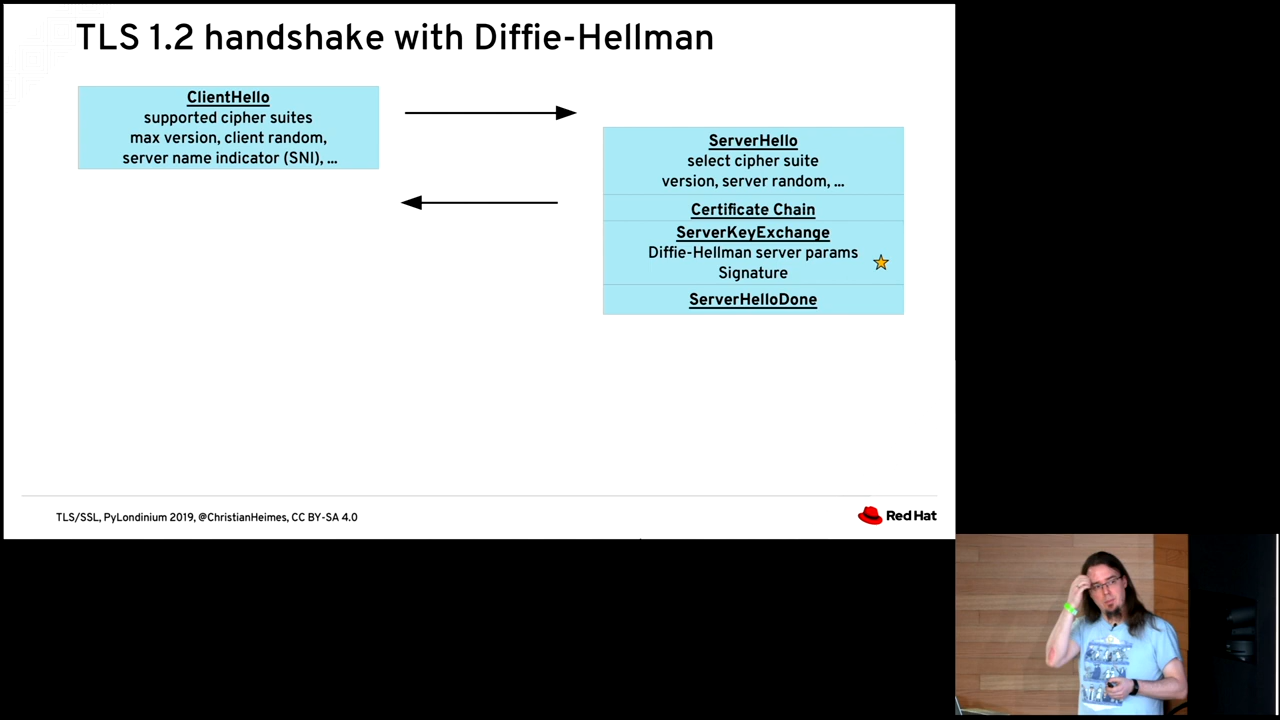 TLS 1.2 handshake with Diffie-Hellman
ClientHello
supported cipher suites
max version, client random,
server name indicator (SNI), ...
ServerHello
select cipher suite
version, server random, ...
Certificate Chain
ServerKeyExchange
Diffie-Hellman server params
Signature
ServerHelloDone
TLS/SSL, PyLondinium 2019, @ChristianHeimes, CC BY-SA 4.0
Red Hat